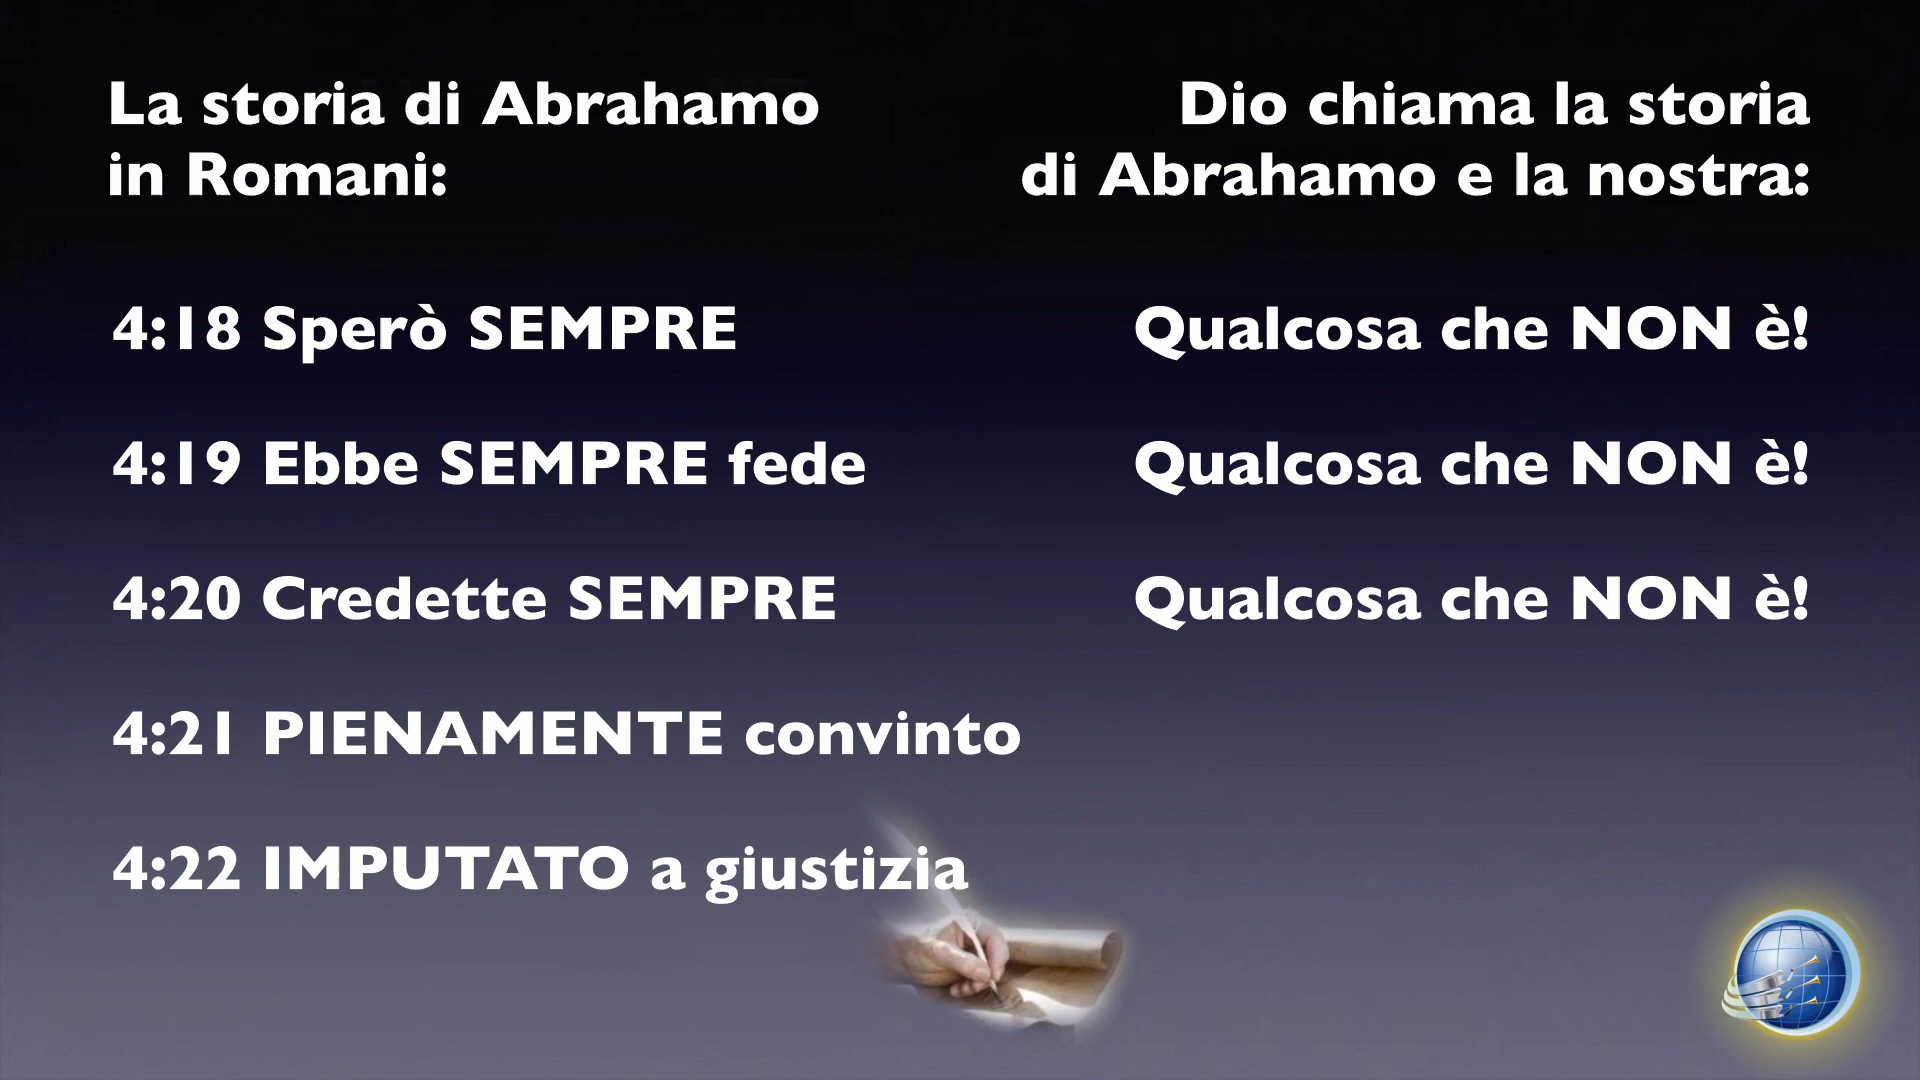 La storia di Abrahamo
in Romani:
Dio chiama la storia
di Abrahamo e la nostra:
4:18 Sperò SEMPRE
Qualcosa che NON è!
4:19 Ebbe SEMPRE fede
Qualcosa che NON è!
4:20 Credette SEMPRE
Qualcosa che NON è!
4:21 PIENAMENTE convinto
4:22 IMPUTATO a giustizia